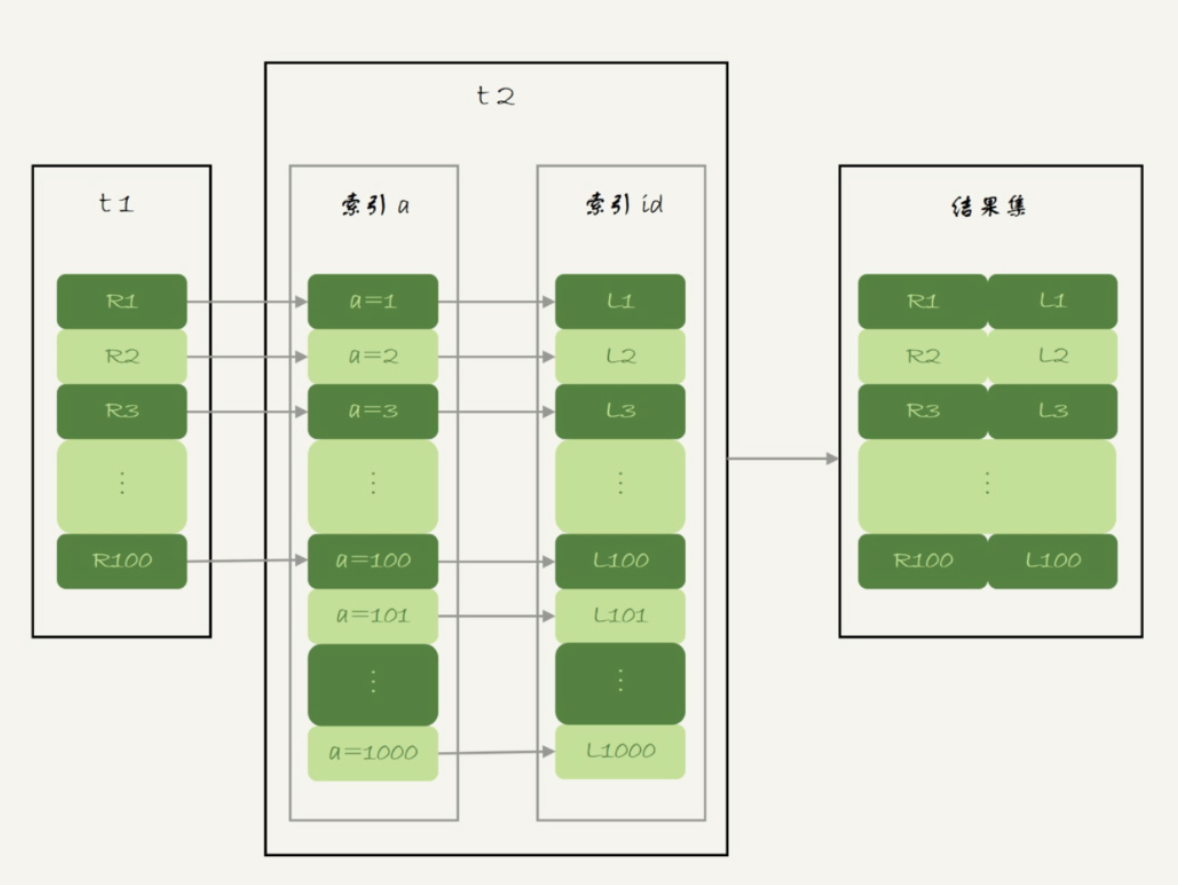 t2
t1
索引 a
索引 id
结果集
R1
a=1
L1
R1
L1
R2
a=2
L2
R2
L2
R3
a=3
L3
R3
L3
⋮
⋮
⋮
⋮
R100
a=100
L100
R100
L100
a=101
L101
⋮
⋮
a=1000
L1000